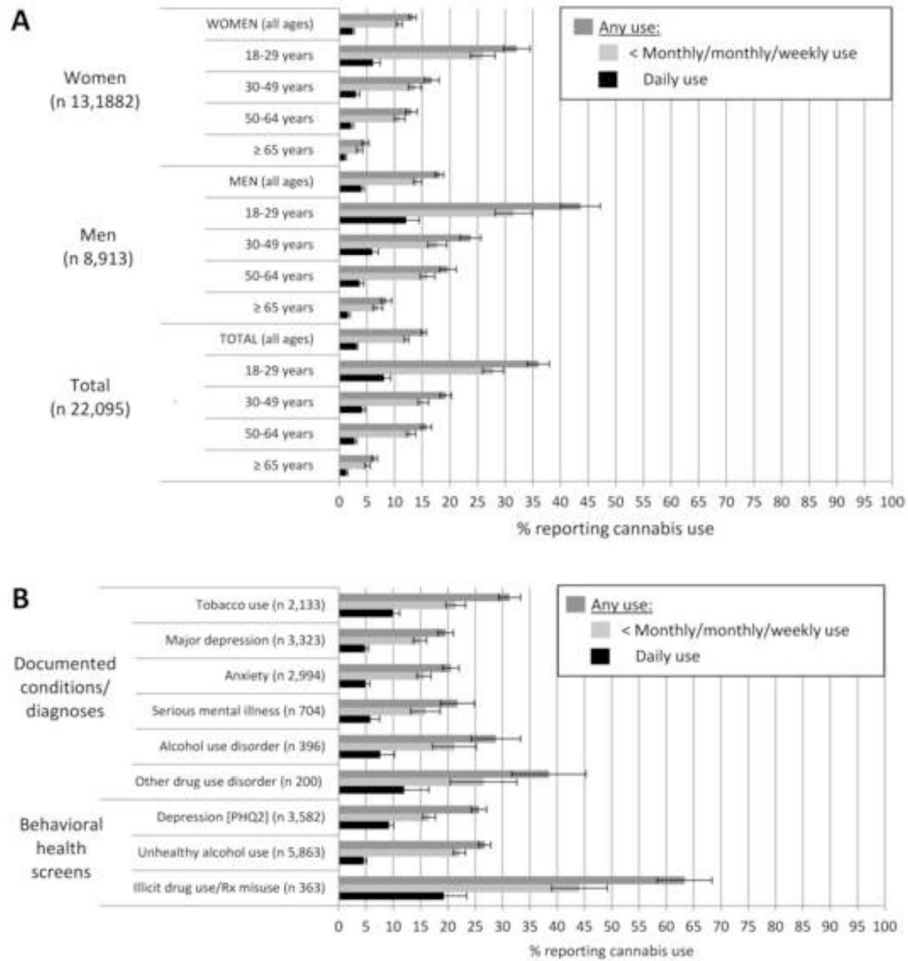 A
Any use:
< Monthly/monthly/weekly use
Daily use
Women
(n 13,1882)
WOMEN (all ages)
18-29 years
30-49 years
50-64 years
≥ 65 years
Men
(n 8,913)
MEN (all ages)
18-29 years
30-49 years
50-64 years
≥ 65 years
Total
(n 22,095)
TOTAL (all ages)
18-29 years
30-49 years
50-64 years
≥ 65 years
0 5 10 15 20 25 30 35 40 45 50 55 60 65 70 75 80 85 90 95 100
% reporting cannabis use
B
Any use:
< Monthly/monthly/weekly use
Daily use
Documented
conditions/
diagnoses
Tobacco use (n 2,133)
Major depression (n 3,323)
Anxiety (n 2,994)
Serious mental illness (n 704)
Alcohol use disorder (n 396)
Other drug use disorder (n 200)
Behavioral
health
screens
Depression [PHQ2] (n 3,582)
Unhealthy alcohol use (n 5,863)
Illicit drug use/Rx misuse (n 363)
0 5 10 15 20 25 30 35 40 45 50 55 60 65 70 75 80 85 90 95 100
% reporting cannabis use